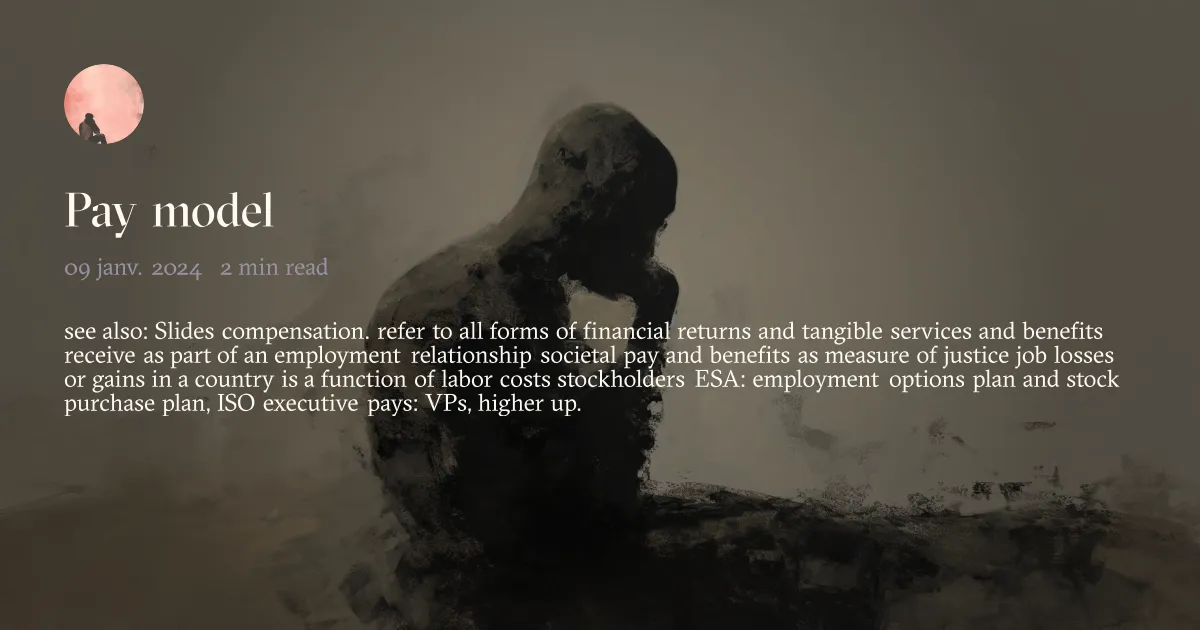 Pay model
09 janv. 2024 2 min read
see also: Slides compensation. refer to all forms of financial returns and tangible services and benefits
receive as part of an employment relationship societal pay and benefits as measure of justice job losses
or gains in a country is a function of labor costs stockholders ESA: employment options plan and stock
purchase plan, ISO executive pays: VPs, higher up.